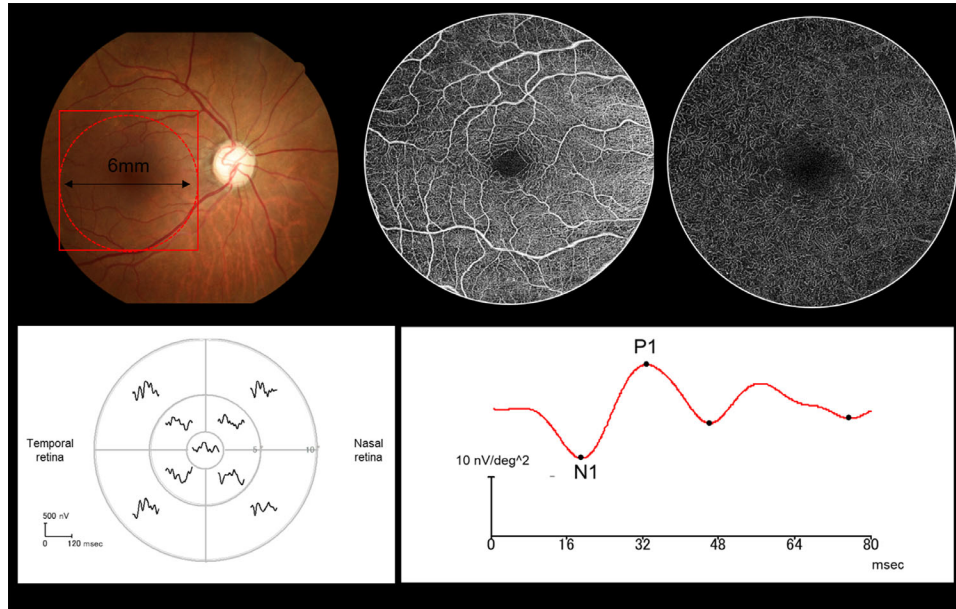 6mm
Temporal
retina
Nasal
retina
5 °
10 °
500 nV
0 120 msec
P1
N1
10 nV/deg^2
0 16 32 48 64 80
msec